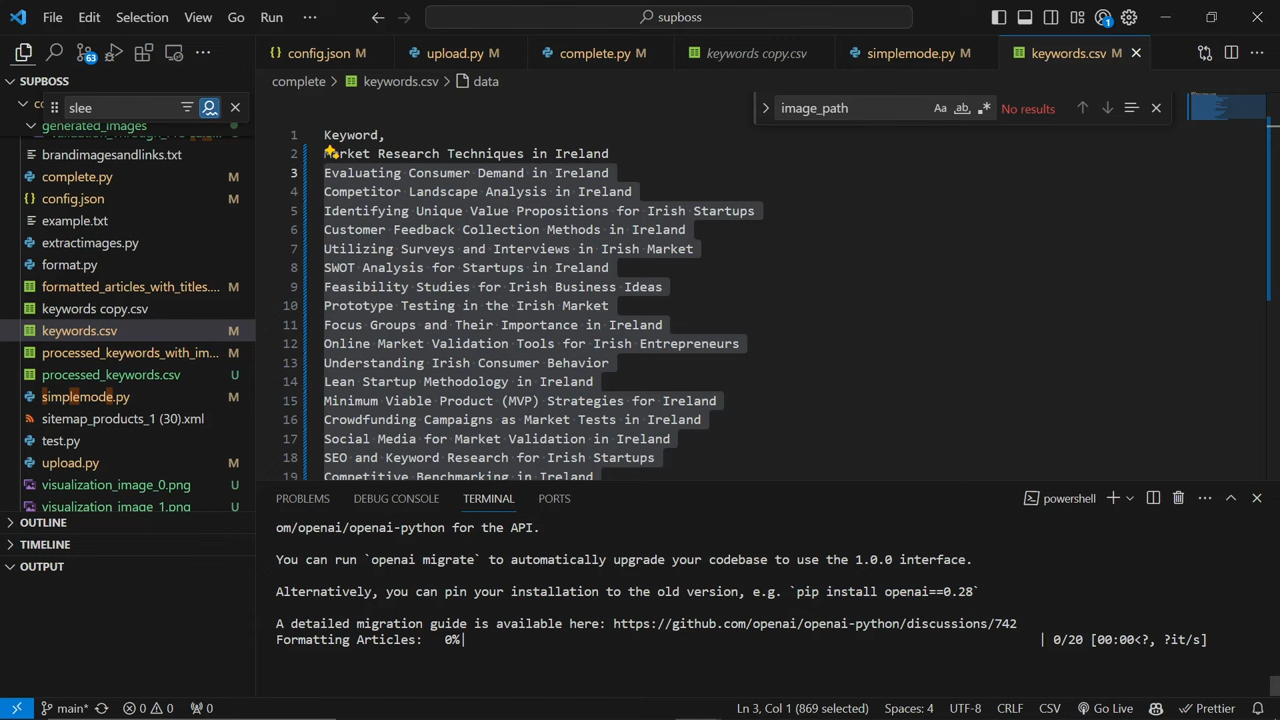 File Edit Selection View Go Run
supboss
1
63
config.json M
upload.py M
complete.py M
keywords copy.csv
simplemode.py M
keywords.csv M
SUPBOSS
slee
complete > keywords.csv > data
image_path
Aa ab
No results
generated_images
brandimagesandlinks.txt
complete.py M
config.json M
example.txt
extractimages.py
format.py
formatted_articles_with_titles.... M
keywords copy.csv
keywords.csv M
processed_keywords_with_im... M
processed_keywords.csv U
simplemode.py M
sitemap_products_1 (30).xml
test.py
upload.py M
visualization_image_0.png U
visualization_image_1.png U
OUTLINE
TIMELINE
OUTPUT
1 Keyword,
2 Market Research Techniques in Ireland
3 Evaluating Consumer Demand in Ireland
4 Competitor Landscape Analysis in Ireland
5 Identifying Unique Value Propositions for Irish Startups
6 Customer Feedback Collection Methods in Ireland
7 Utilizing Surveys and Interviews in Irish Market
8 SWOT Analysis for Startups in Ireland
9 Feasibility Studies for Irish Business Ideas
10 Prototype Testing in the Irish Market
11 Focus Groups and Their Importance in Ireland
12 Online Market Validation Tools for Irish Entrepreneurs
13 Understanding Irish Consumer Behavior
14 Lean Startup Methodology in Ireland
15 Minimum Viable Product (MVP) Strategies for Ireland
16 Crowdfunding Campaigns as Market Tests in Ireland
17 Social Media for Market Validation in Ireland
18 SEO and Keyword Research for Irish Startups
19 Competitive Benchmarking in Ireland
PROBLEMS DEBUG CONSOLE TERMINAL PORTS
powershell
om/openai/openai-python for the API.
You can run `openai migrate` to automatically upgrade your codebase to use the 1.0.0 interface.
Alternatively, you can pin your installation to the old version, e.g. `pip install openai==0.28`
A detailed migration guide is available here: https://github.com/openai/openai-python/discussions/742
Formatting Articles: 0%| | 0/20 [00:00<?, ?it/s]
main* 0 0 0 Ln 3, Col 1 (869 selected) Spaces: 4 UTF-8 CRLF CSV Go Live Prettier